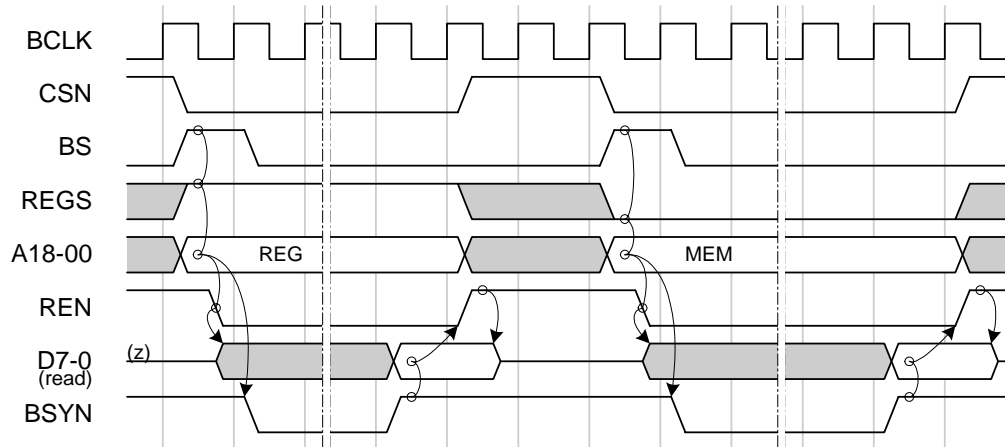 BCLK
CSN
BS
REGS
A18-00 REG MEM
REN
D7-0 (z)
(read)
BSYN